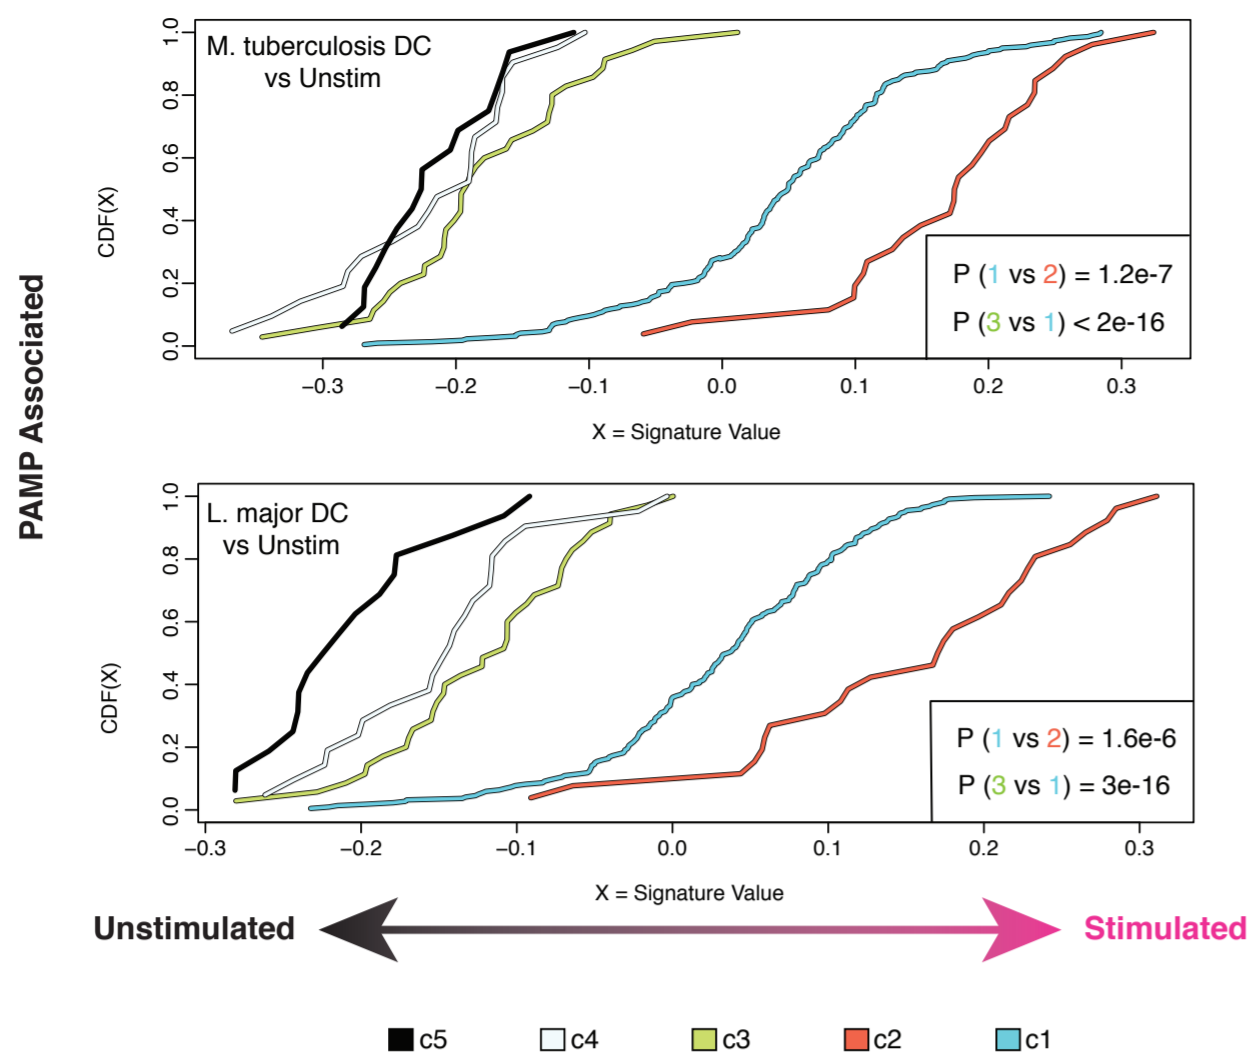 PAMP Associated
M. tuberculosis DC
vs Unstim
CDF(X)
1.0
0.8
0.6
0.4
0.2
0.0
P (1 vs 2) = 1.2e-7
P (3 vs 1) < 2e-16
−0.3 −0.2 −0.1 0.0 0.1 0.2 0.3
X = Signature Value
L. major DC
vs Unstim
CDF(X)
1.0
0.8
0.6
0.4
0.2
0.0
P (1 vs 2) = 1.6e-6
P (3 vs 1) = 3e-16
−0.3 −0.2 −0.1 0.0 0.1 0.2 0.3
X = Signature Value
Unstimulated Stimulated
c5 c4 c3 c2 c1